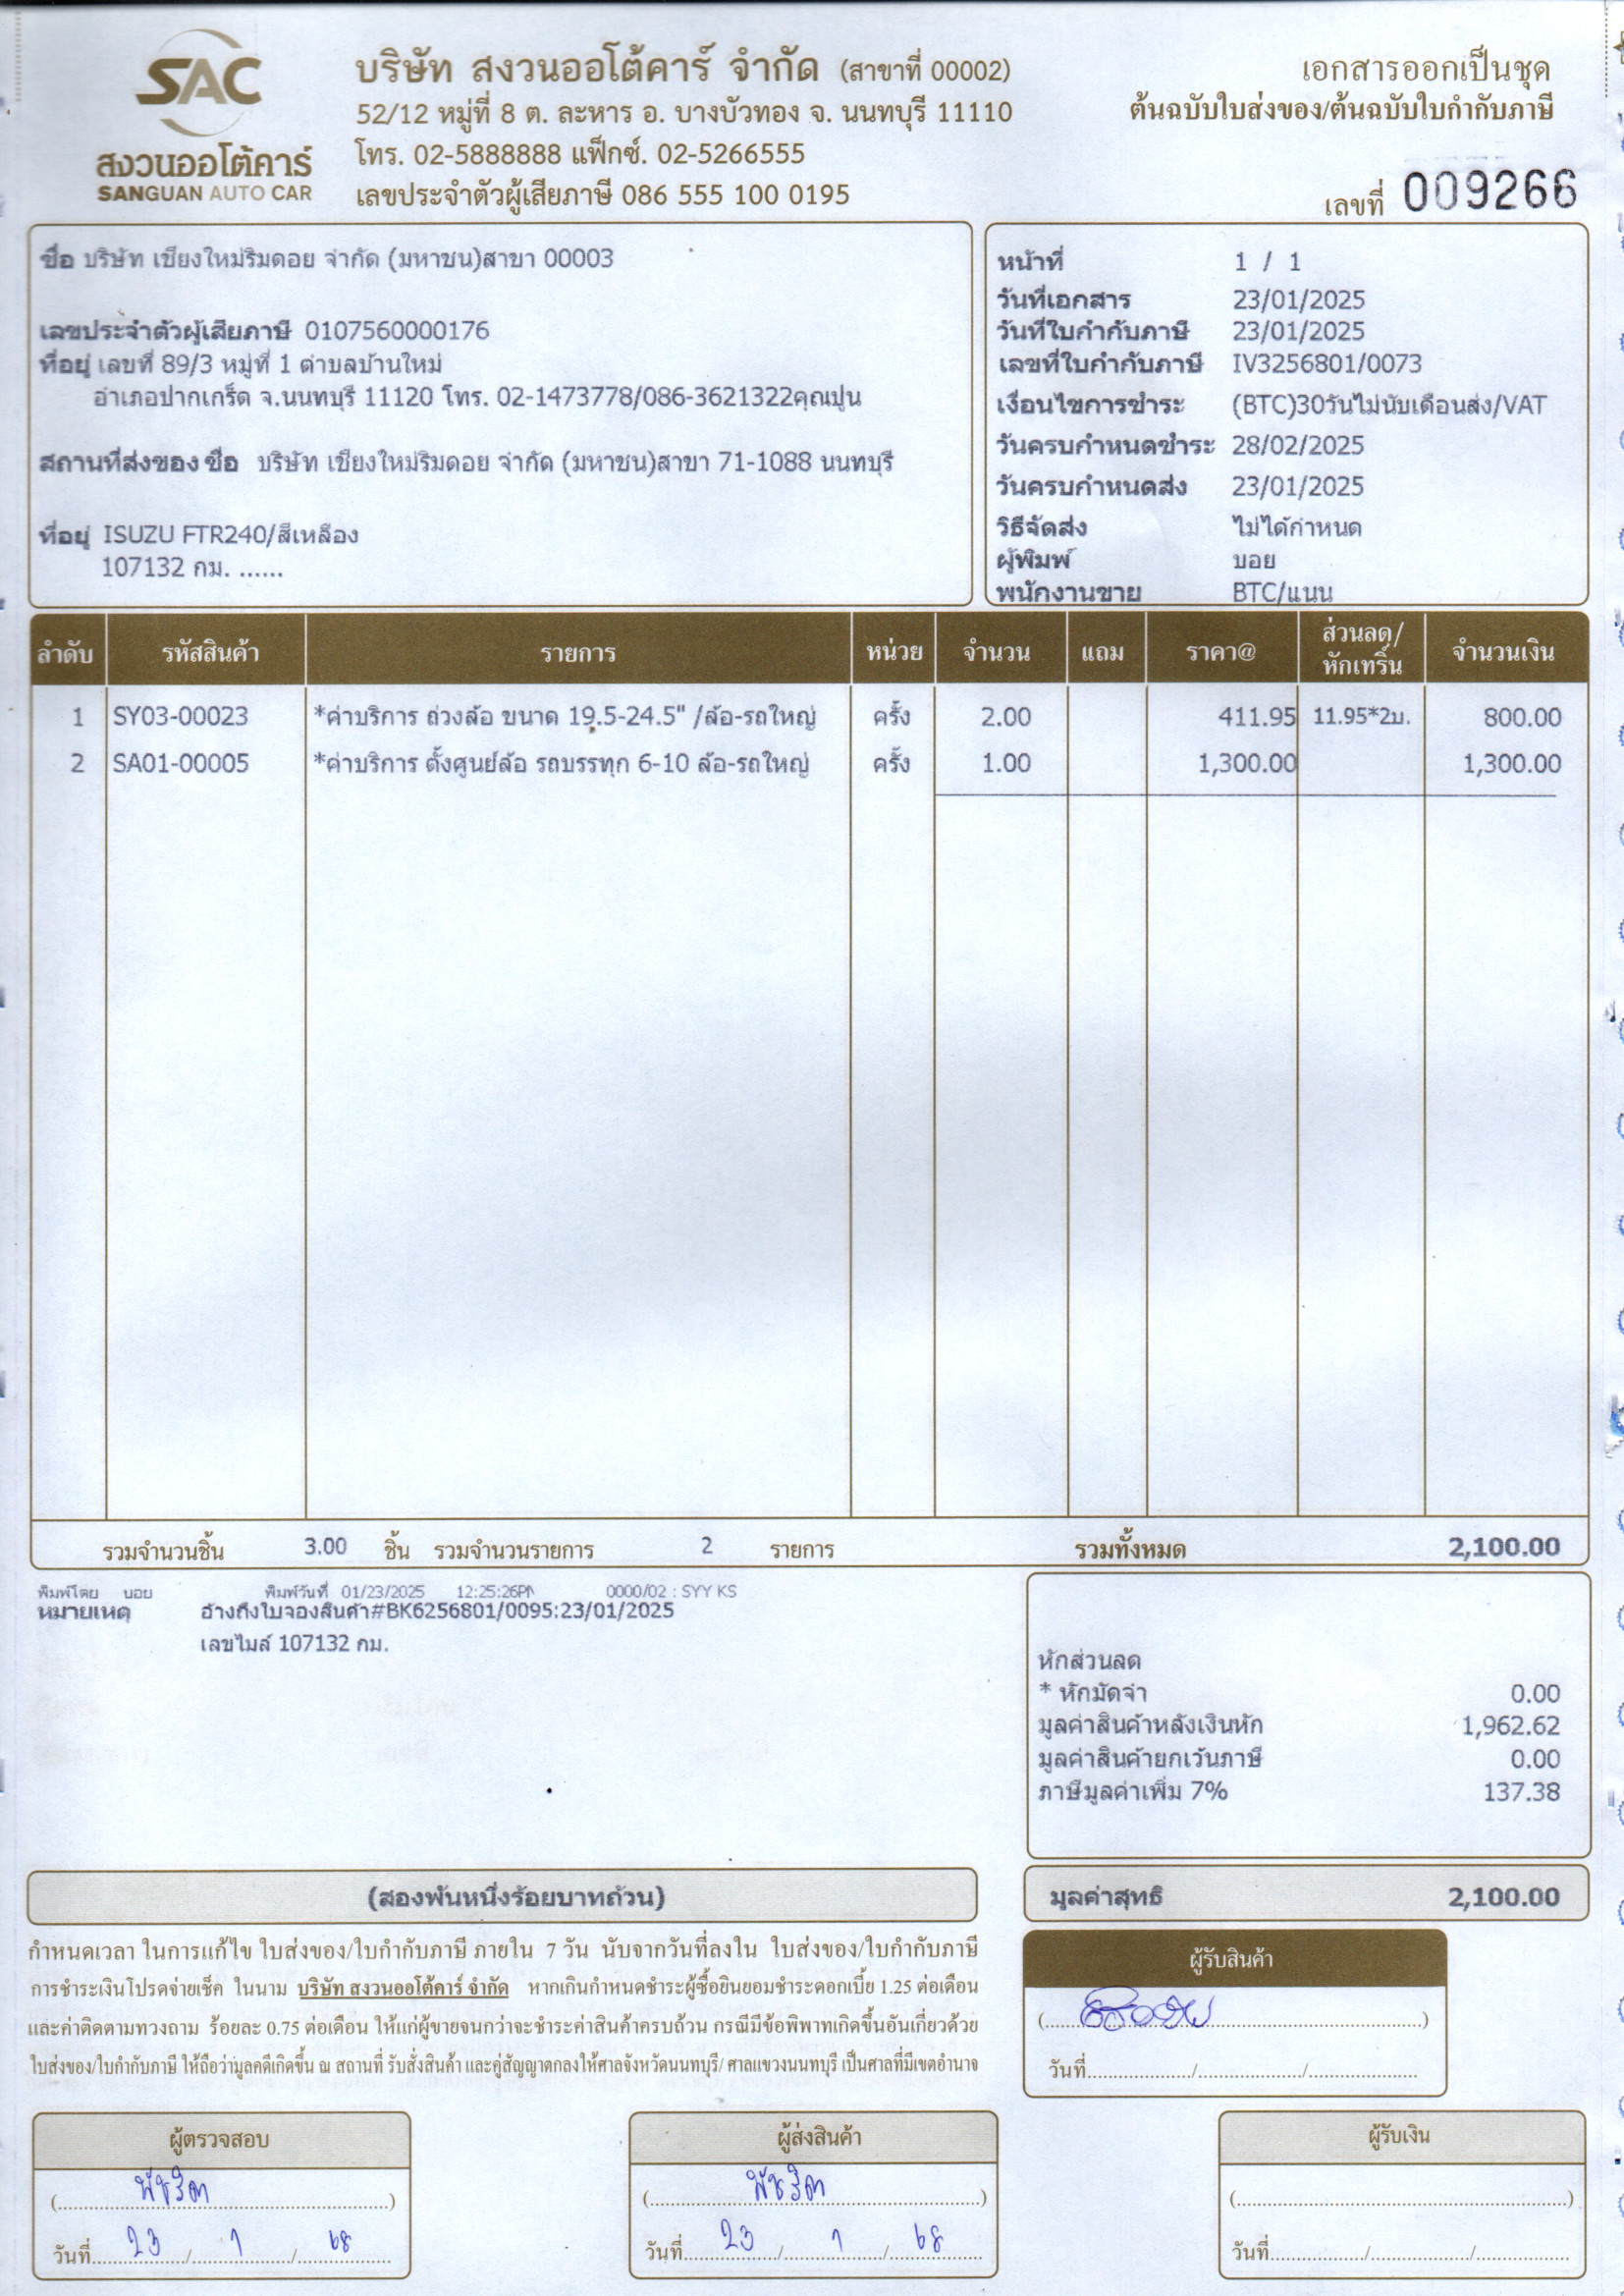 SAC
สงวนออโต้คาร์
SANGUAN AUTO CAR
บริษัท สงวนออโต้คาร์ จำกัด (สาขาที่ 00002)
52/12 หมู่ที่ 8 ต. ละหาร อ. บางบัวทอง จ. นนทบุรี 11110
โทร. 02-5888888 แฟ็กซ์. 02-5266555
เลขประจำตัวผู้เสียภาษี 086 555 100 0195
เอกสารออกเป็นชุด
ต้นฉบับใบส่งของ/ต้นฉบับใบกำกับภาษี
เลขที่ 009266
ชื่อ บริษัท เชียงใหม่ริมดอย จำกัด (มหาชน)สาขา 00003
เลขประจำตัวผู้เสียภาษี 0107560000176
ที่อยู่ เลขที่ 89/3 หมู่ที่ 1 ตำบลบ้านใหม่
อำเภอปากเกร็ด จ.นนทบุรี 11120 โทร. 02-1473778/086-3621322คุณปูน
สถานที่ส่งของ ชื่อ บริษัท เชียงใหม่ริมดอย จำกัด (มหาชน)สาขา 71-1088 นนทบุรี
ที่อยู่ ISUZU FTR240/สีเหลือง
107132 กม. ......
หน้าที่ 1 / 1
วันที่เอกสาร 23/01/2025
วันที่ใบกำกับภาษี 23/01/2025
เลขที่ใบกำกับภาษี IV3256801/0073
เงื่อนไขการชำระ (BTC)30วันไม่นับเดือนส่ง/VAT
วันครบกำหนดชำระ 28/02/2025
วันครบกำหนดส่ง 23/01/2025
วิธีจัดส่ง ไม่ได้กำหนด
ผู้พิมพ์ บอย
พนักงานขาย BTC/แนน
ลำดับ รหัสสินค้า รายการ หน่วย จำนวน แถม ราคา@ ส่วนลด/หักเทริ์น จำนวนเงิน
1 SY03-00023 *ค่าบริการ ถ่วงล้อ ขนาด 19.5-24.5" /ล้อ-รถใหญ่ ครั้ง 2.00 411.95 11.95*2บ. 800.00
2 SA01-00005 *ค่าบริการ ตั้งศูนย์ล้อ รถบรรทุก 6-10 ล้อ-รถใหญ่ ครั้ง 1.00 1,300.00 1,300.00
รวมจำนวนชิ้น 3.00 ชิ้น รวมจำนวนรายการ 2 รายการ รวมทั้งหมด 2,100.00
พิมพ์โดย บอย พิมพ์วันที่ 01/23/2025 12:25:26PM 0000/02 : SYY KS
หมายเหตุ อ้างถึงใบจองสินค้า#BK6256801/0095:23/01/2025
เลขไมล์ 107132 กม.
หักส่วนลด
* หักมัดจำ 0.00
มูลค่าสินค้าหลังเงินหัก 1,962.62
มูลค่าสินค้ายกเว้นภาษี 0.00
ภาษีมูลค่าเพิ่ม 7% 137.38
(สองพันหนึ่งร้อยบาทถ้วน)
มูลค่าสุทธิ 2,100.00
กำหนดเวลา ในการแก้ไข ใบส่งของ/ใบกำกับภาษี ภายใน 7 วัน นับจากวันที่ลงใน ใบส่งของ/ใบกำกับภาษี
การชำระเงินโปรดจ่ายเช็ค ในนาม บริษัท สงวนออโต้คาร์ จำกัด หากเกินกำหนดชำระผู้ซื้อยินยอมชำระดอกเบี้ย 1.25 ต่อเดือน
และค่าติดตามทวงถาม ร้อยละ 0.75 ต่อเดือน ให้แก่ผู้ขายจนกว่าจะชำระค่าสินค้าครบถ้วน กรณีมีข้อพิพาทเกิดขึ้นอันเกี่ยวด้วย
ใบส่งของ/ใบกำกับภาษี ให้ถือว่ามูลคดีเกิดขึ้น ณ สถานที่ รับสั่งสินค้า และคู่สัญญาตกลงให้ศาลจังหวัดนนทบุรี/ ศาลแขวงนนทบุรี เป็นศาลที่มีเขตอำนาจ
ผู้รับสินค้า
วันที่
ผู้ตรวจสอบ
(พัชริดา)
วันที่ 23 / 1 / 68
ผู้ส่งสินค้า
(พัชริดา)
วันที่ 23 / 1 / 68
ผู้รับเงิน
วันที่